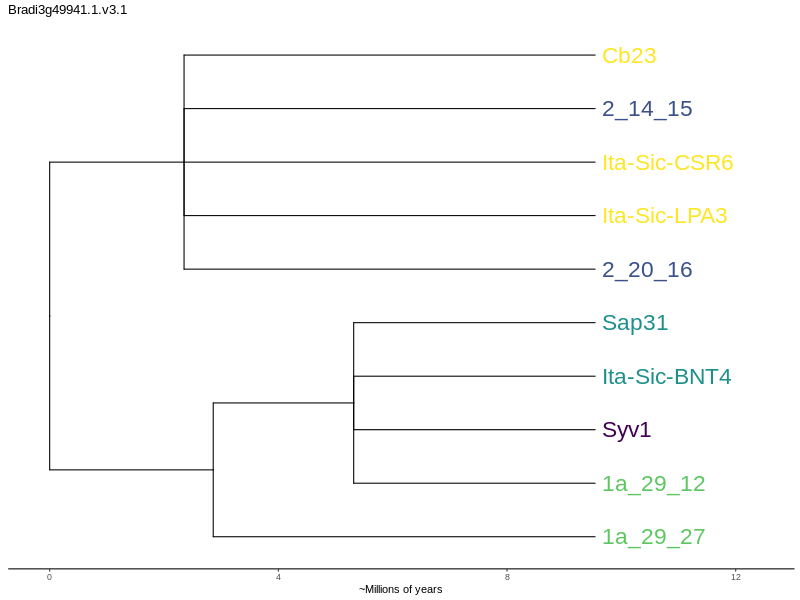 Bradi3g49941.1.v3.1
Cb23
2_14_15
Ita-Sic-CSR6
Ita-Sic-LPA3
2_20_16
Sap31
Ita-Sic-BNT4
Syv1
1a_29_12
1a_29_27
0 4 8 12
~Millions of years